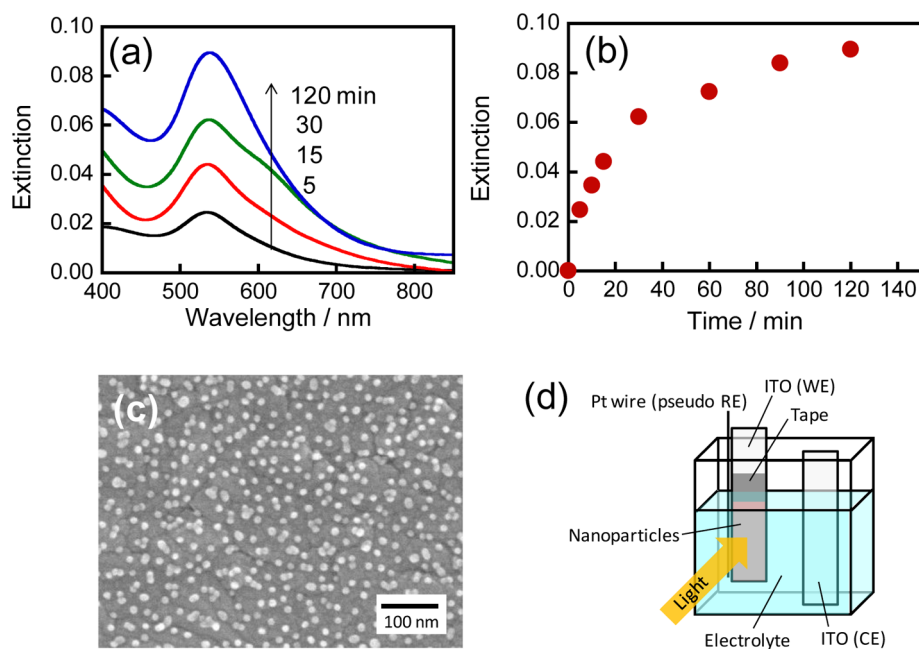 (a)
0.10
0.08
0.06
0.04
0.02
0.00
Extinction
400
500
600
700
800
Wavelength / nm
120 min
30
15
5
(b)
0.10
0.08
0.06
0.04
0.02
0.00
Extinction
0
20
40
60
80
100
120
140
Time / min
(c)
100 nm
(d)
ITO (WE)
Pt wire (pseudo RE)
Tape
Nanoparticles
Light
Electrolyte
ITO (CE)